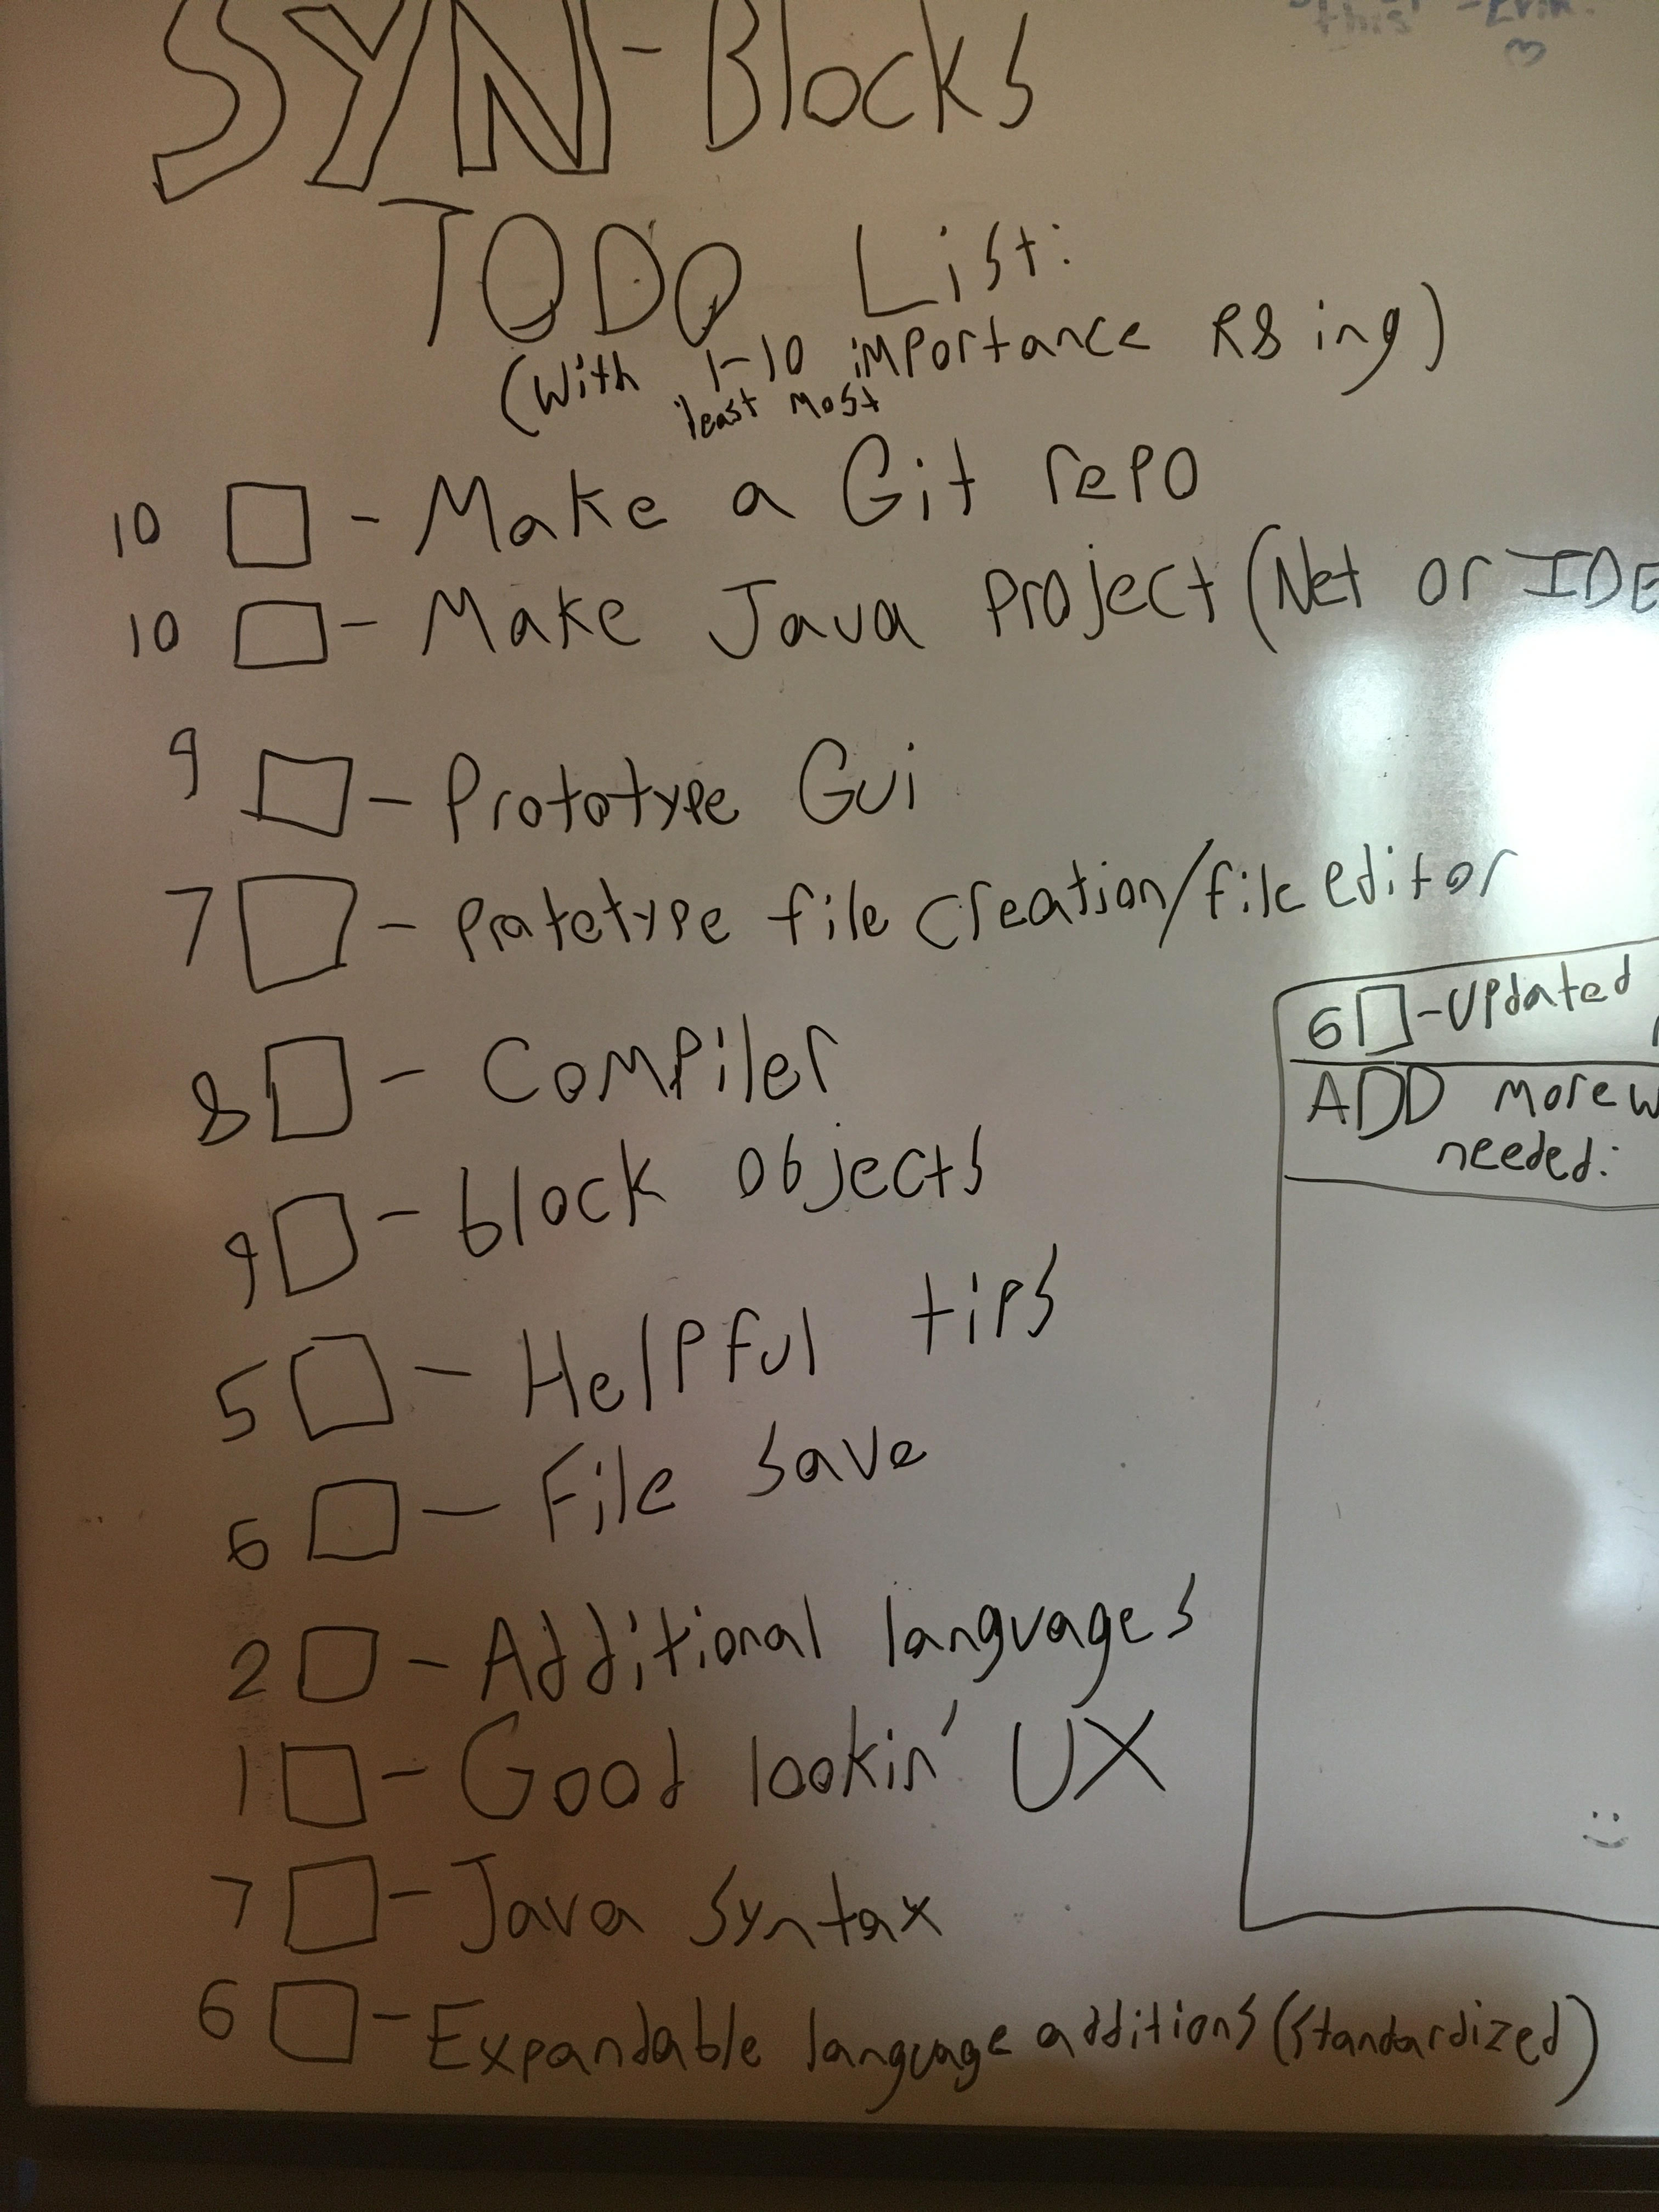 this" -Erin.
SYN-Blocks
TODO List:
(With 1-10 importance R8ing)
least most
10 - Make a Git repo
10 - Make Java Project (Net or IDE
9 - Prototype Gui
7 - Prototype file creation/file editor
8 - Compiler
9 - block objects
5 - Helpful tips
6 - File save
2 - Additional languages
1 - Good lookin' UX
7 - Java syntax
6 - Expandable language additions (standardized)
6 - Updated
ADD more
needed: